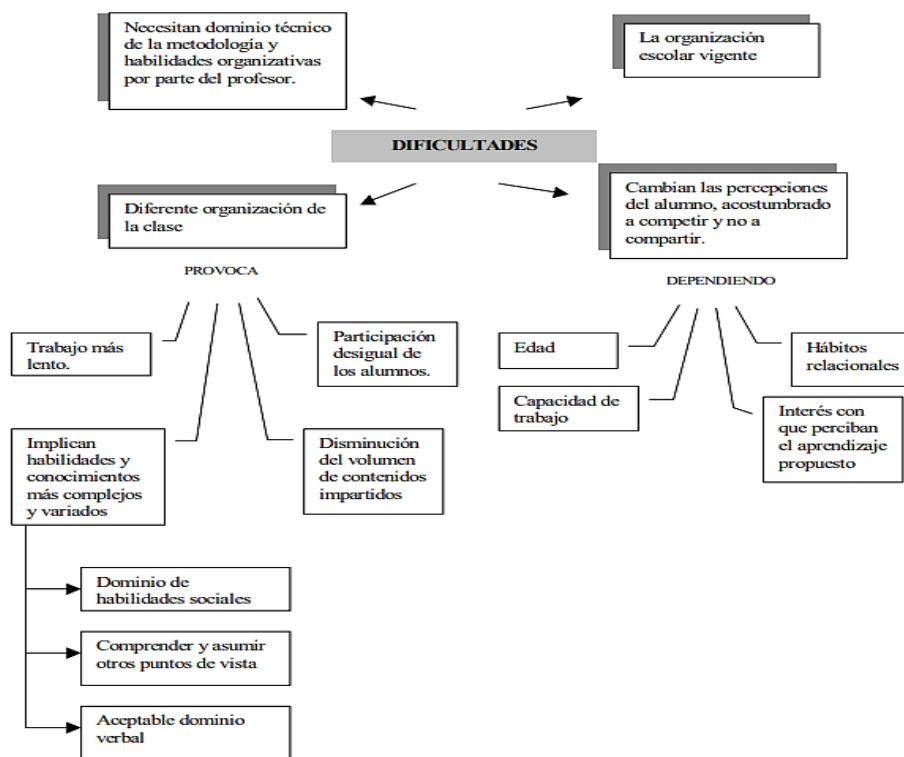 Necesitan dominio técnico
de la metodología y
habilidades organizativas
por parte del profesor.
La organización
escolar vigente
DIFICULTADES
Diferente organización de
la clase
Cambian las percepciones
del alumno, acostumbrado
a competir y no a
compartir.
PROVOCA
DEPENDIENDO
Trabajo más
lento.
Participación
desigual de
los alumnos.
Edad
Hábitos
relacionales
Capacidad de
trabajo
Interés con
que perciban
el aprendizaje
propuesto
Implican
habilidades y
conocimientos
más complejos
y variados
Disminución
del volumen
de contenidos
impartidos
Dominio de
habilidades sociales
Comprender y asumir
otros puntos de vista
Aceptable dominio
verbal